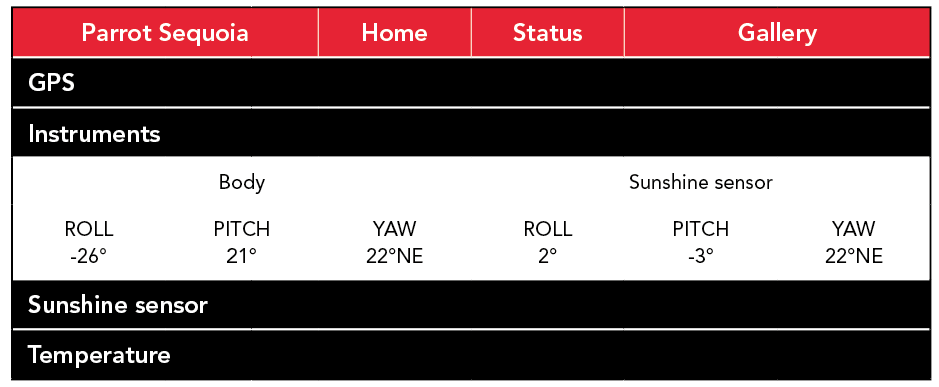 Parrot Sequoia Home Status Gallery
GPS
Instruments
Body Sunshine sensor
ROLL PITCH YAW ROLL PITCH YAW
-26° 21° 22°NE 2° -3° 22°NE
Sunshine sensor
Temperature